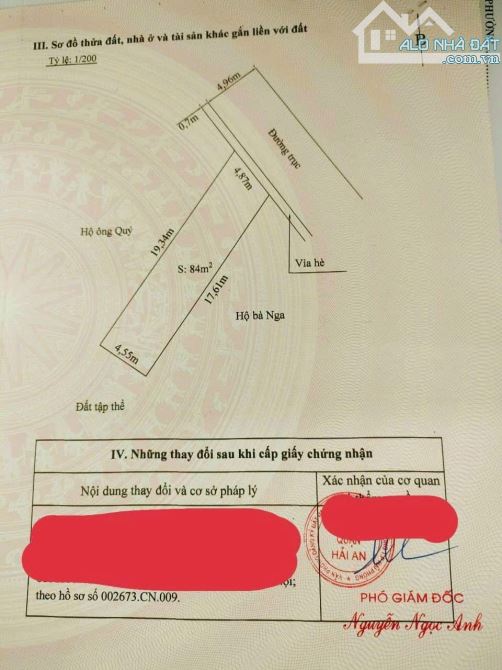 ALO NHÀ ĐẤT
.com.vn
III. Sơ đồ thửa đất, nhà ở và tài sản khác gắn liền với đất
Tỷ lệ: 1/200
B
4,96m
0,7m
Đường trục
4,87m
Hộ ông Quý
19,34m
S: 84m²
17,61m
Vỉa hè
Hộ bà Nga
4,55m
Đất tập thể
IV. Những thay đổi sau khi cấp giấy chứng nhận
Nội dung thay đổi và cơ sở pháp lý
Xác nhận của cơ quan
QUẬN
HẢI AN
theo hồ sơ số 002673.CN.009.
PHÓ GIÁM ĐỐC
Nguyễn Ngọc Anh